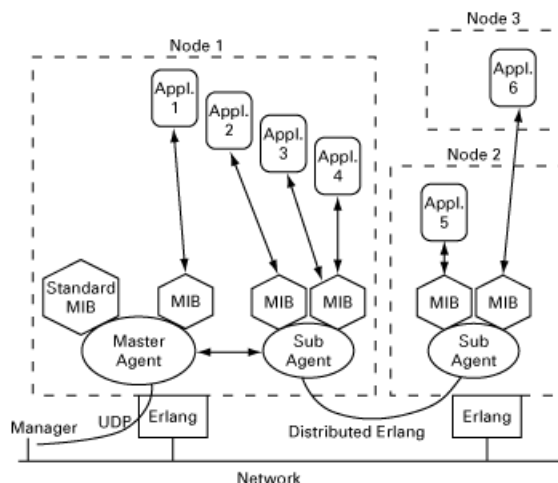 Node 3
Node 1
Appl.
6
Appl.
1
Appl.
2
Appl.
3
Appl.
4
Node 2
Appl.
5
Standard
MIB
MIB
MIB
MIB
MIB
MIB
Master
Agent
Sub
Agent
Sub
Agent
Manager
UDP
Erlang
Distributed Erlang
Erlang
Network